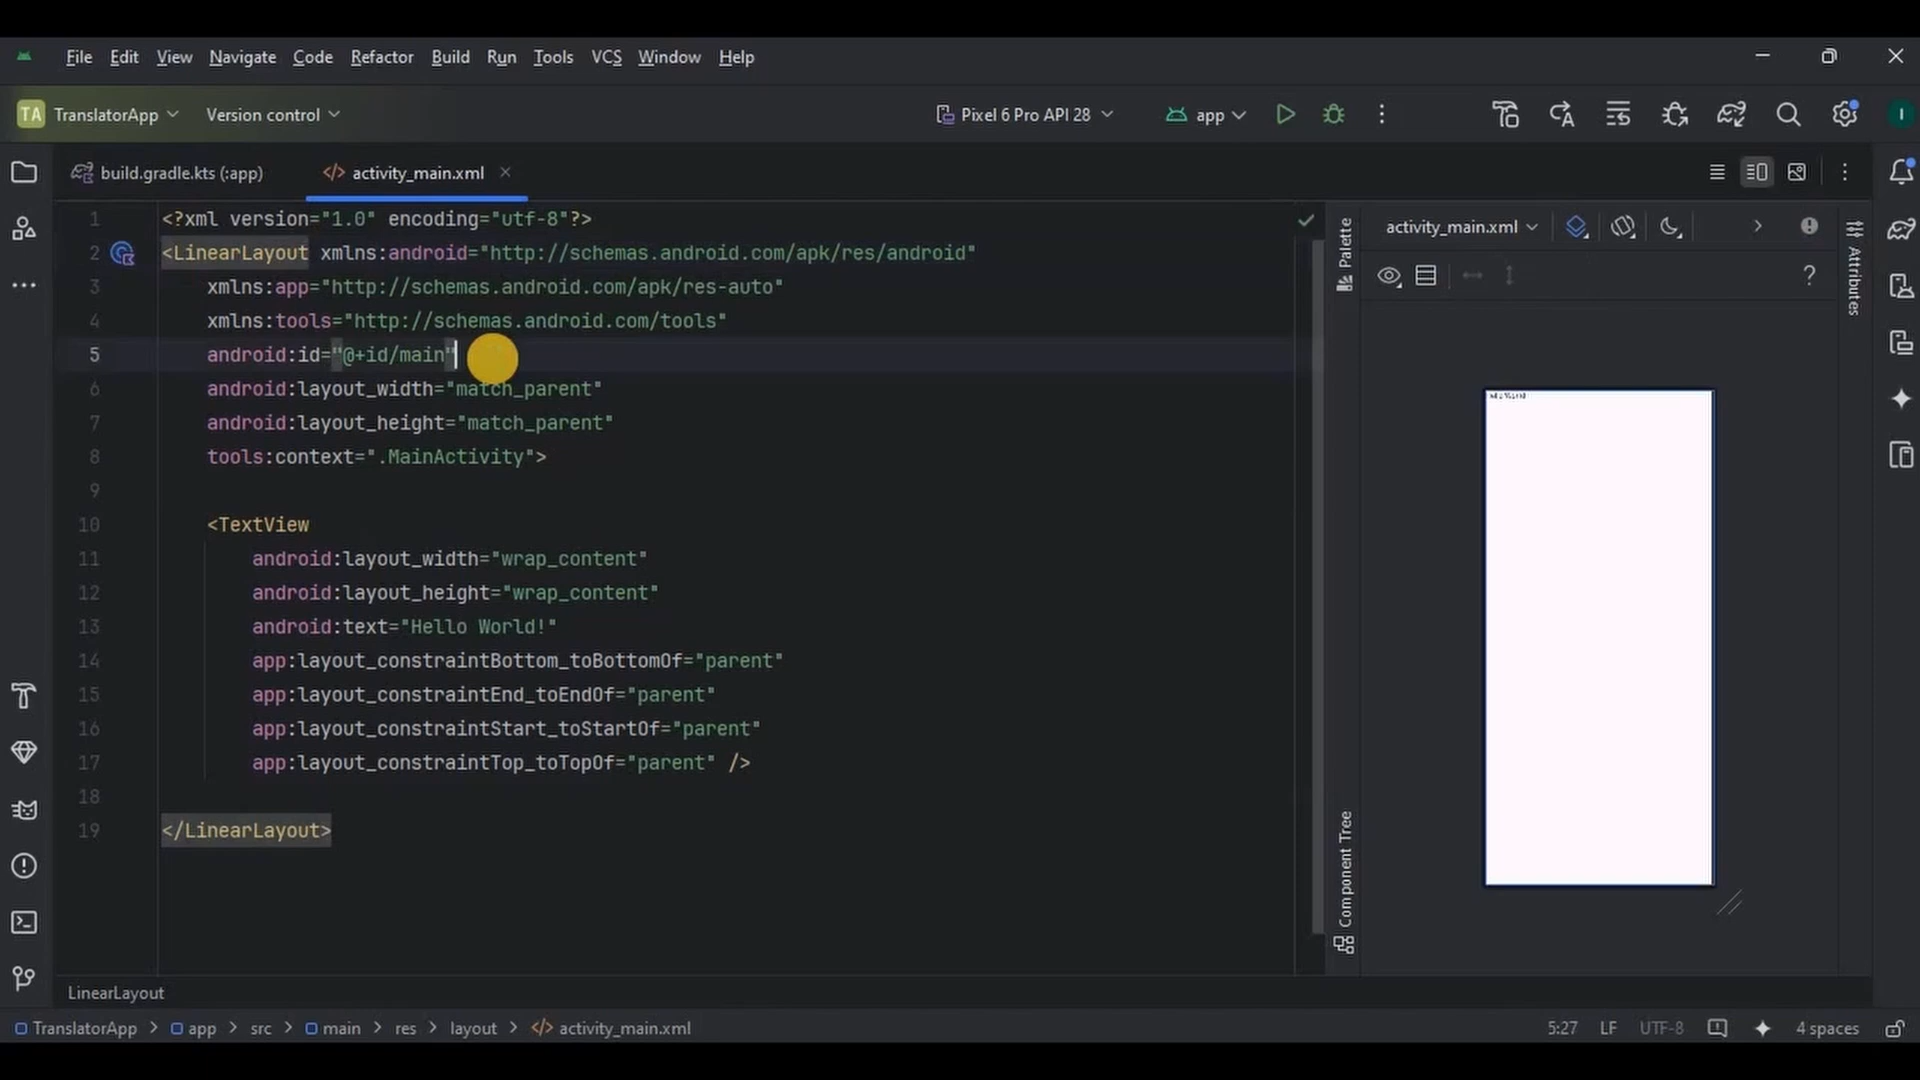 File Edit View Navigate Code Refactor Build Run Tools VCS Window Help
TA TranslatorApp Version control Pixel 6 Pro API 28 app I
build.gradle.kts (:app) activity_main.xml
1 <?xml version="1.0" encoding="utf-8"?>
2 <LinearLayout xmlns:android="http://schemas.android.com/apk/res/android"
3 xmlns:app="http://schemas.android.com/apk/res-auto"
4 xmlns:tools="http://schemas.android.com/tools"
5 android:id="@+id/main"
6 android:layout_width="match_parent"
7 android:layout_height="match_parent"
8 tools:context=".MainActivity">
9
10 <TextView
11 android:layout_width="wrap_content"
12 android:layout_height="wrap_content"
13 android:text="Hello World!"
14 app:layout_constraintBottom_toBottomOf="parent"
15 app:layout_constraintEnd_toEndOf="parent"
16 app:layout_constraintStart_toStartOf="parent"
17 app:layout_constraintTop_toTopOf="parent" />
18
19 </LinearLayout>
Palette
activity_main.xml
?
Attributes
Component Tree
LinearLayout
TranslatorApp > app > src > main > res > layout > activity_main.xml
5:27 LF UTF-8 4 spaces